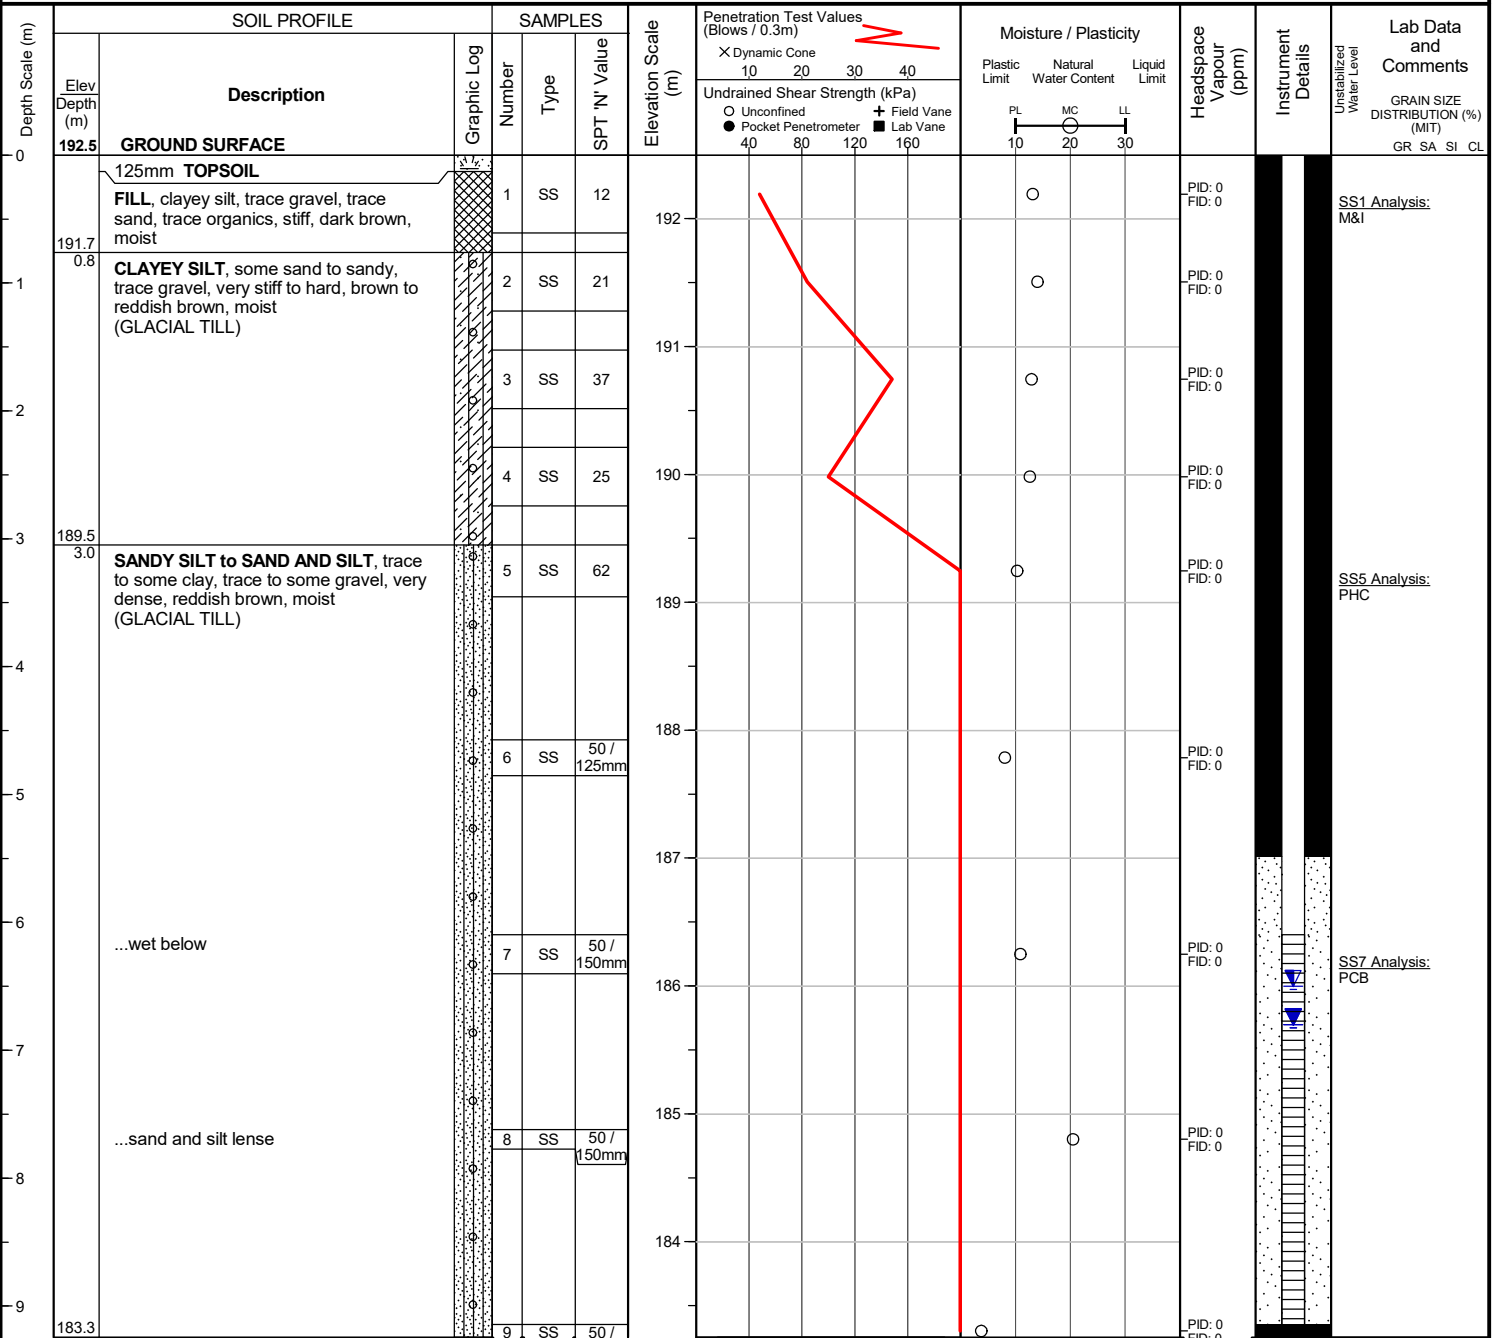 SOIL PROFILE
SAMPLES
Depth Scale (m)
Elev
Depth
(m)
Description
Graphic Log
Number
Type
SPT 'N' Value
Elevation Scale
(m)
Penetration Test Values
(Blows / 0.3m)
× Dynamic Cone
10 20 30 40
Undrained Shear Strength (kPa)
Unconfined
Field Vane
Pocket Penetrometer
Lab Vane
40 80 120 160
Moisture / Plasticity
Plastic
Limit
Natural
Water Content
Liquid
Limit
PL MC LL
10 20 30
Headspace
Vapour
(ppm)
Instrument
Details
Unstabilized
Water Level
Lab Data
and
Comments
GRAIN SIZE
DISTRIBUTION (%)
(MIT)
GR SA SI CL
192.5 GROUND SURFACE
0
125mm TOPSOIL
FILL, clayey silt, trace gravel, trace
sand, trace organics, stiff, dark brown,
moist
1 SS 12
192
PID: 0
FID: 0
SS1 Analysis:
M&I
191.7
0.8
CLAYEY SILT, some sand to sandy,
trace gravel, very stiff to hard, brown to
reddish brown, moist
(GLACIAL TILL)
1
2 SS 21
PID: 0
FID: 0
191
3 SS 37
PID: 0
FID: 0
2
4 SS 25
190
PID: 0
FID: 0
189.5
3
3.0
SANDY SILT to SAND AND SILT, trace
to some clay, trace to some gravel, very
dense, reddish brown, moist
(GLACIAL TILL)
5 SS 62
PID: 0
FID: 0
SS5 Analysis:
PHC
189
4
188
6 SS 50 /
125mm
PID: 0
FID: 0
5
187
6
...wet below
7 SS 50 /
150mm
PID: 0
FID: 0
SS7 Analysis:
PCB
186
7
185
...sand and silt lense
8 SS 50 /
150mm
PID: 0
FID: 0
8
184
9
183.3
9 SS 50 /
PID: 0
FID: 0